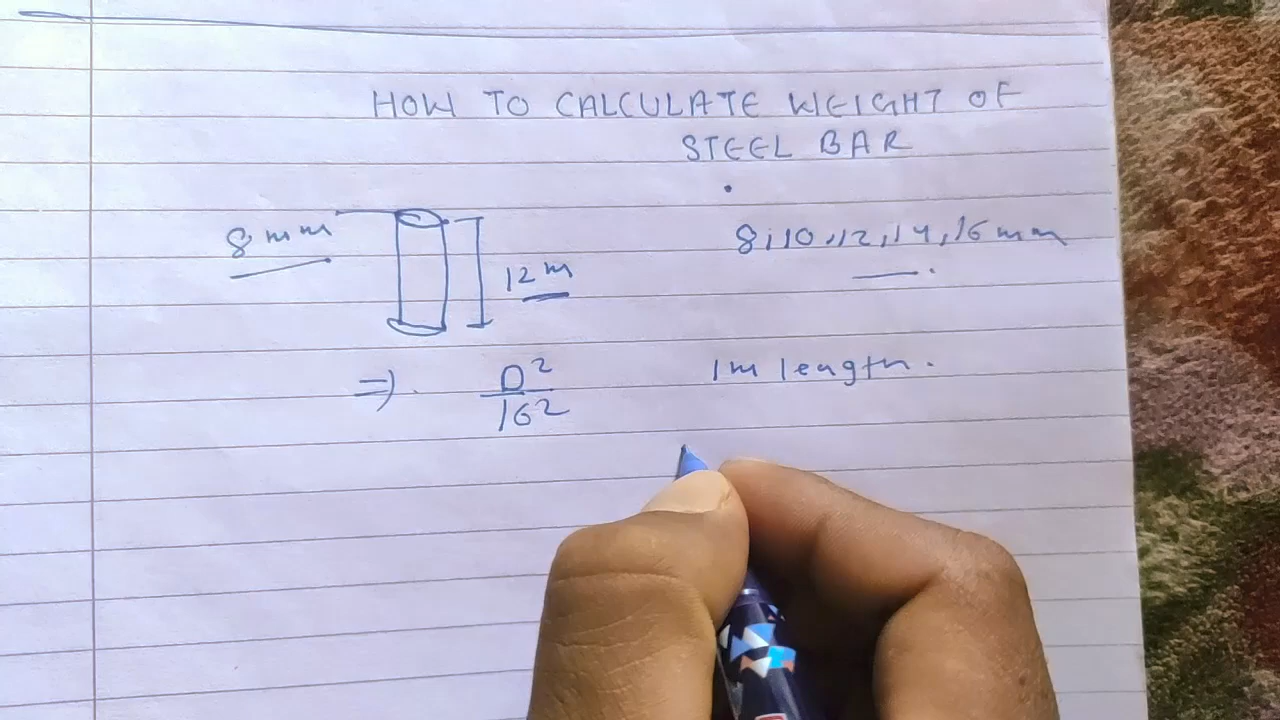 HOW TO CALCULATE WEIGHT OF
STEEL BAR
8mm
12m
8,10,12,14,16mm
=> D²/162
1m length.